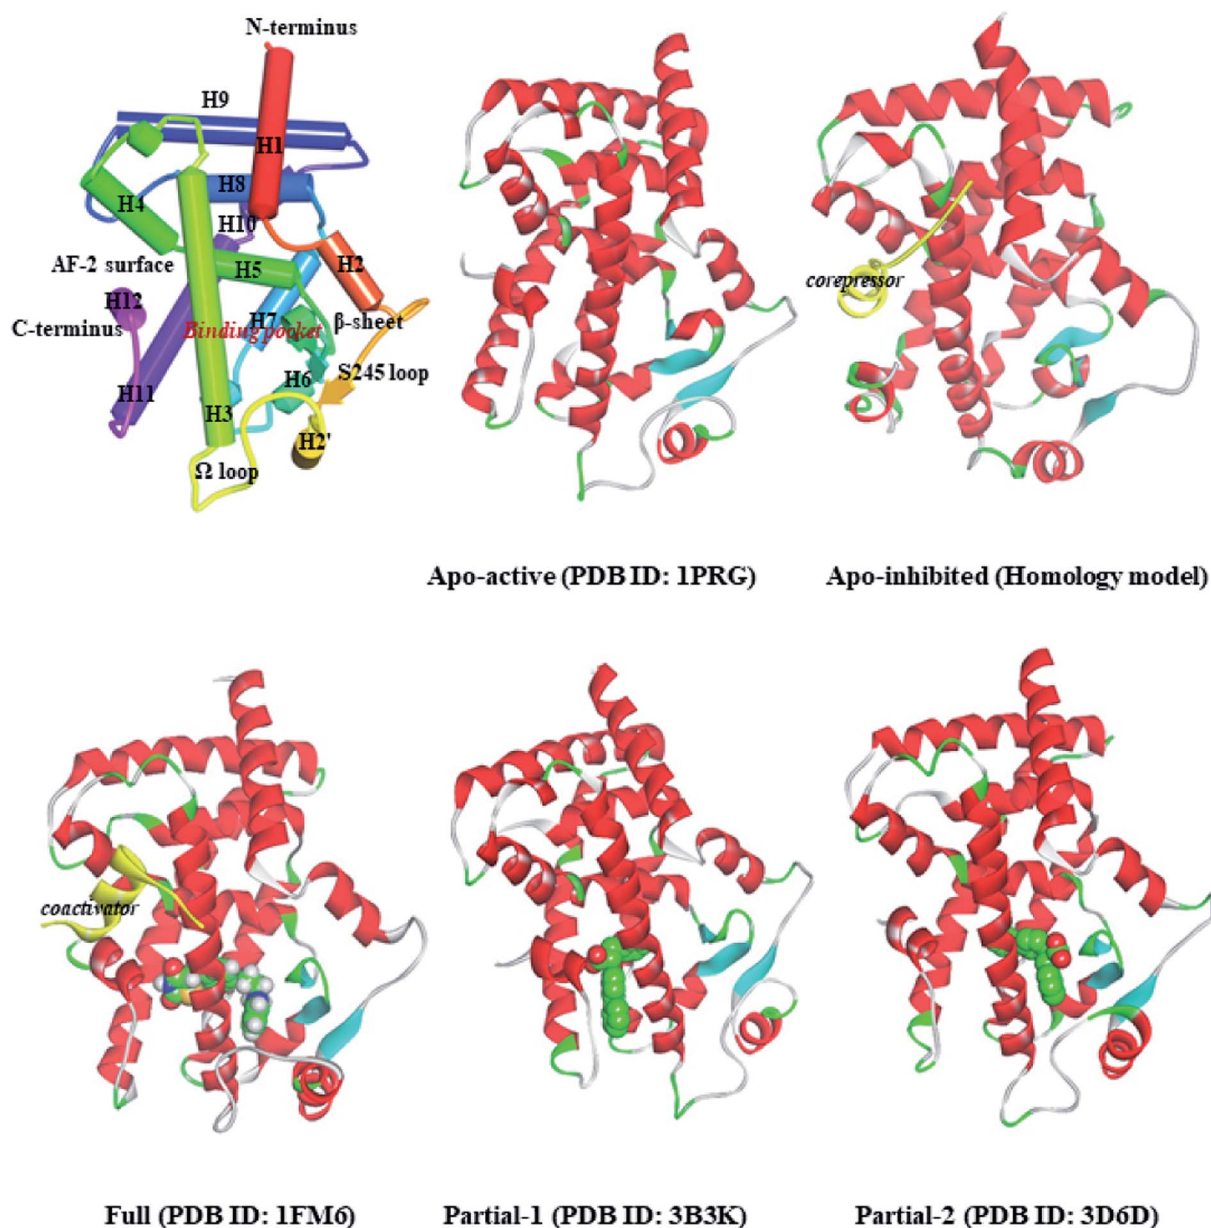 N-terminus
H9
H1
H8
H4
H10
AF-2 surface
H5
H2
H12
C-terminus
H7
β-sheet
Binding pocket
S245 loop
H11
H6
H3
H2'
Ω loop
corepressor
Apo-active (PDB ID: 1PRG)
Apo-inhibited (Homology model)
coactivator
Full (PDB ID: 1FM6)
Partial-1 (PDB ID: 3B3K)
Partial-2 (PDB ID: 3D6D)